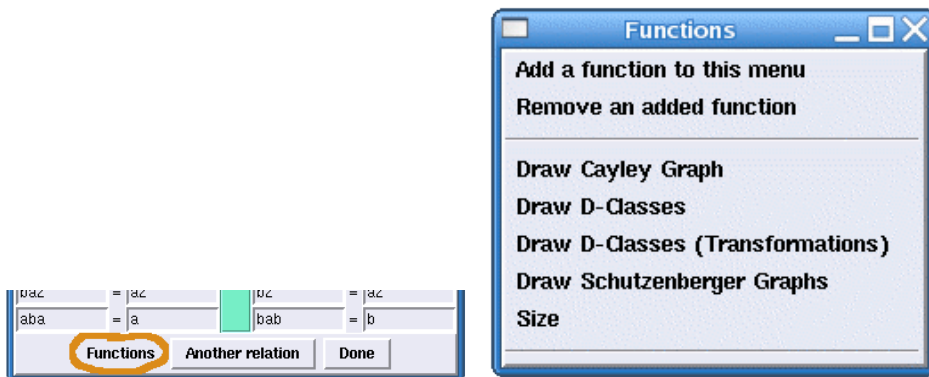 Functions
Add a function to this menu
Remove an added function
Draw Cayley Graph
Draw D-Classes
Draw D-Classes (Transformations)
Draw Schutzenberger Graphs
Size
ba2 = a2 b2 = a2
aba = a bab = b
Functions Another relation Done